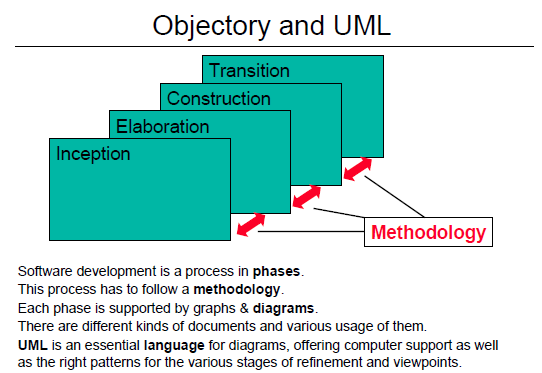 Objectory and UML
Transition
Construction
Elaboration
Inception
Methodology
Software development is a process in phases.
This process has to follow a methodology.
Each phase is supported by graphs & diagrams.
There are different kinds of documents and various usage of them.
UML is an essential language for diagrams, offering computer support as well
as the right patterns for the various stages of refinement and viewpoints.